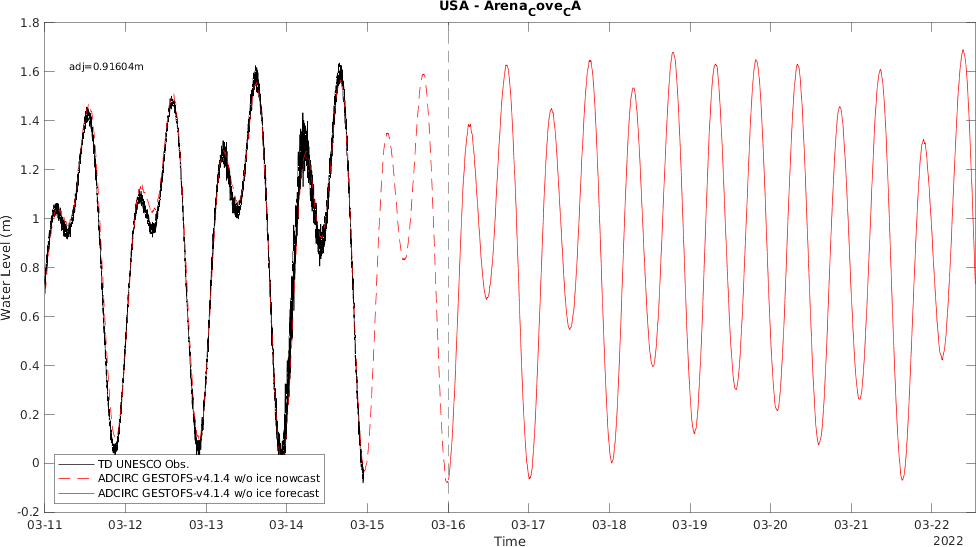 USA - ArenaCoveCA
adj=0.91604m
1.8
1.6
1.4
1.2
1
0.8
0.6
0.4
0.2
0
-0.2
Water Level (m)
TD UNESCO Obs.
ADCIRC GESTOFS-v4.1.4 w/o ice nowcast
ADCIRC GESTOFS-v4.1.4 w/o ice forecast
03-11 03-12 03-13 03-14 03-15 03-16 03-17 03-18 03-19 03-20 03-21 03-22
Time
2022